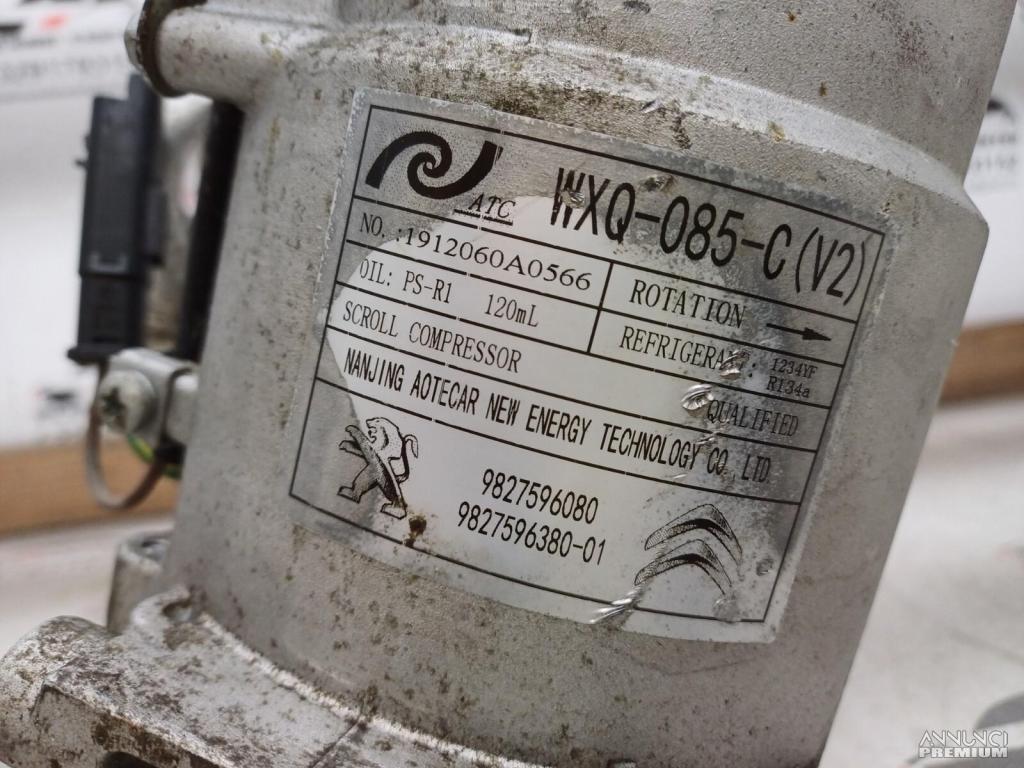 ATC
WXQ-085-C(V2)
NO.:1912060A0566
ROTATION
OIL: PS-R1 120mL
REFRIGERANT: 1234YF
R134a
SCROLL COMPRESSOR
QUALIFIED
NANJING AOTECAR NEW ENERGY TECHNOLOGY CO.,LTD
9827596080
9827596380-01
ANNUNCI
PREMIUM